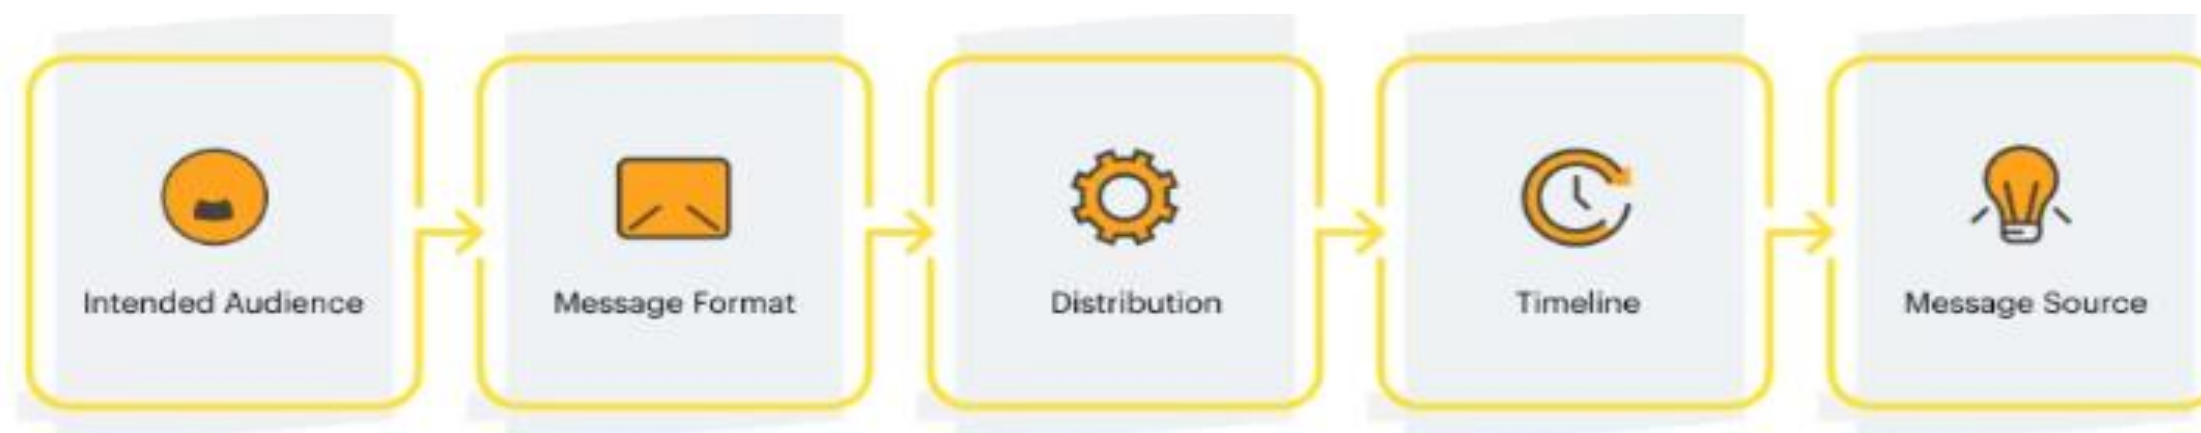 Intended Audience
Message Format
Distribution
Timeline
Message Source